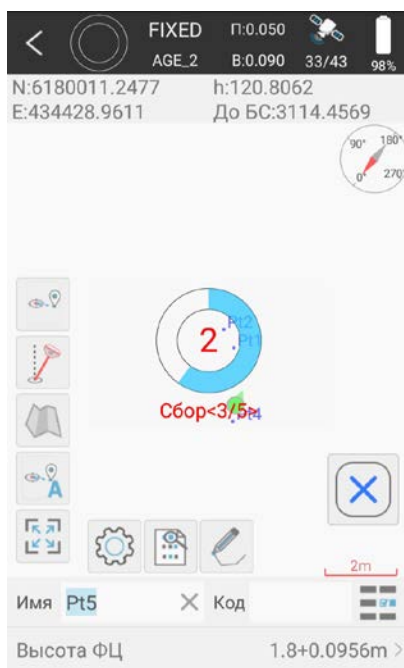 FIXED П:0.050
AGE_2 В:0.090 33/43 98%
N:6180011.2477 h:120.8062
E:434428.9611 До БС:3114.4569
90° 180°
0° 270°
Pt2
2 Pt1
Сбор<3/5>
Pt4
A
2m
Имя Pt5 Код
Высота ФЦ 1.8+0.0956m